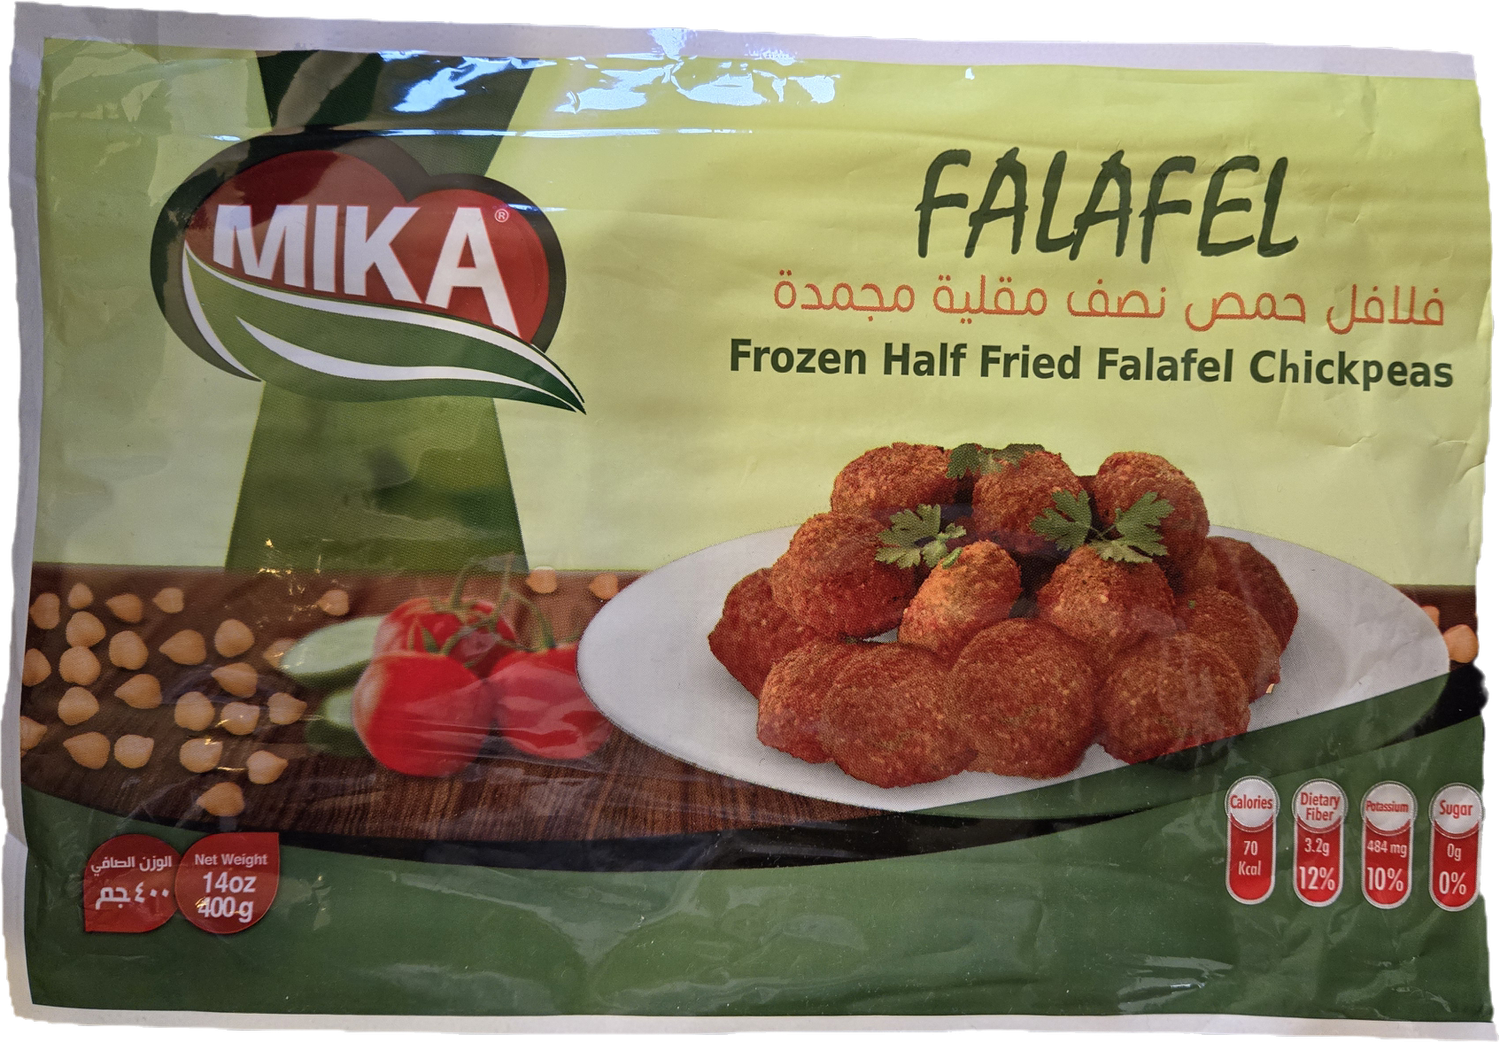 MIKA®
FALAFEL
فلافل حمص نصف مقلية مجمدة
Frozen Half Fried Falafel Chickpeas
Calories
70
Kcal
Dietary
Fiber
3.2g
12%
Potassium
484 mg
10%
Sugar
0g
0%
الوزن الصافي
٤٠٠ جم
Net Weight
14oz
400g